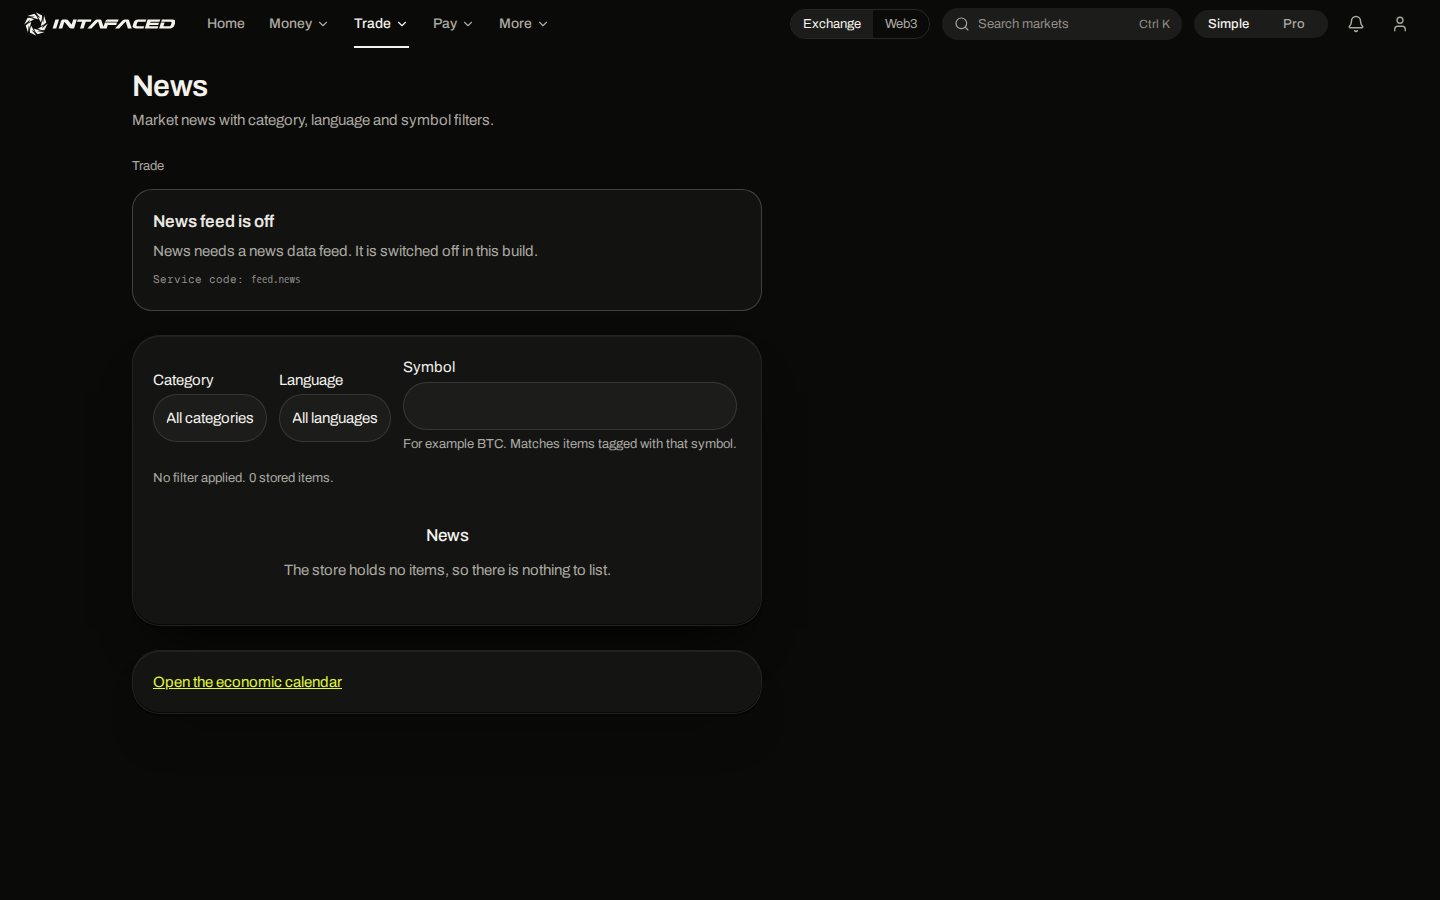 INTAFACED
Home Money Trade Pay More
Exchange Web3
Search markets Ctrl K
Simple Pro
News
Market news with category, language and symbol filters.
Trade
News feed is off
News needs a news data feed. It is switched off in this build.
Service code: feed.news
Category
All categories
Language
All languages
Symbol
For example BTC. Matches items tagged with that symbol.
No filter applied. 0 stored items.
News
The store holds no items, so there is nothing to list.
Open the economic calendar